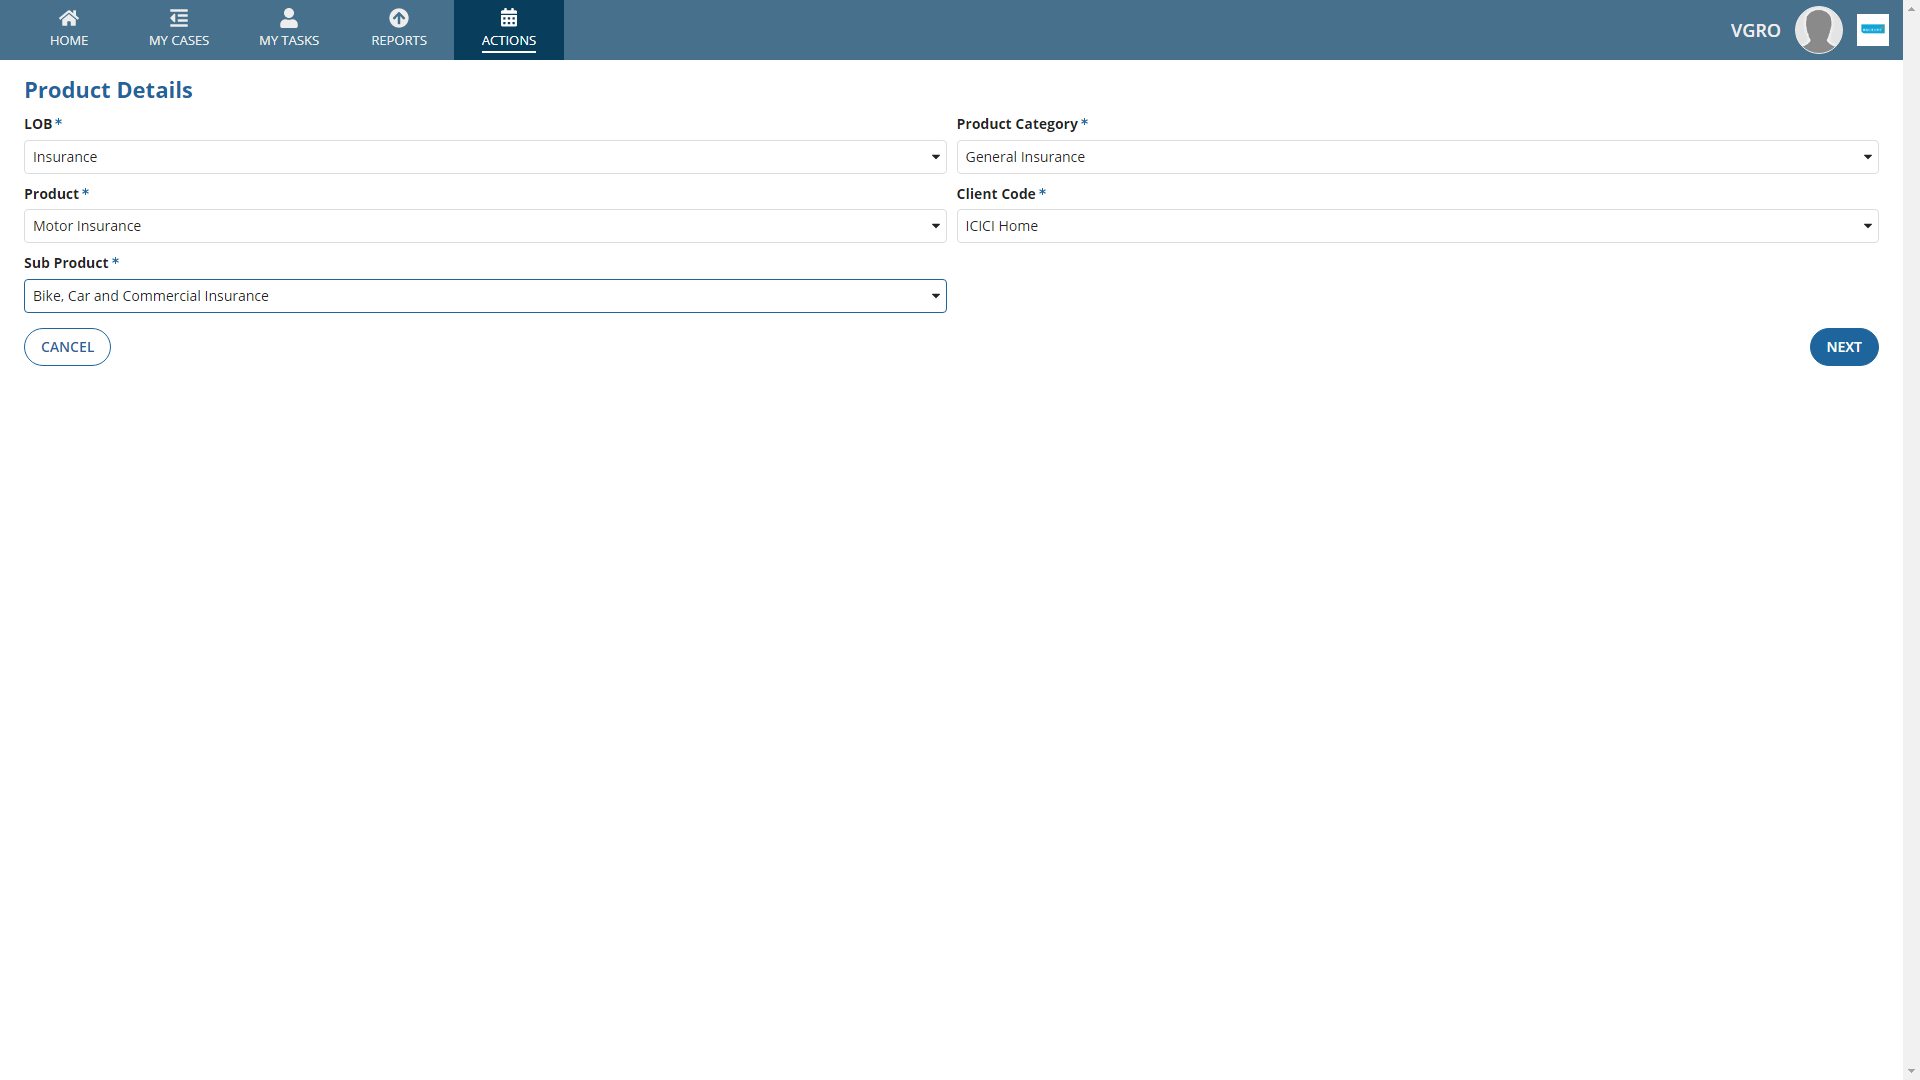 HOME
MY CASES
MY TASKS
REPORTS
ACTIONS
VGRO
Product Details
LOB *
Product Category *
Insurance
General Insurance
Product *
Client Code *
Motor Insurance
ICICI Home
Sub Product *
Bike, Car and Commercial Insurance
CANCEL
NEXT